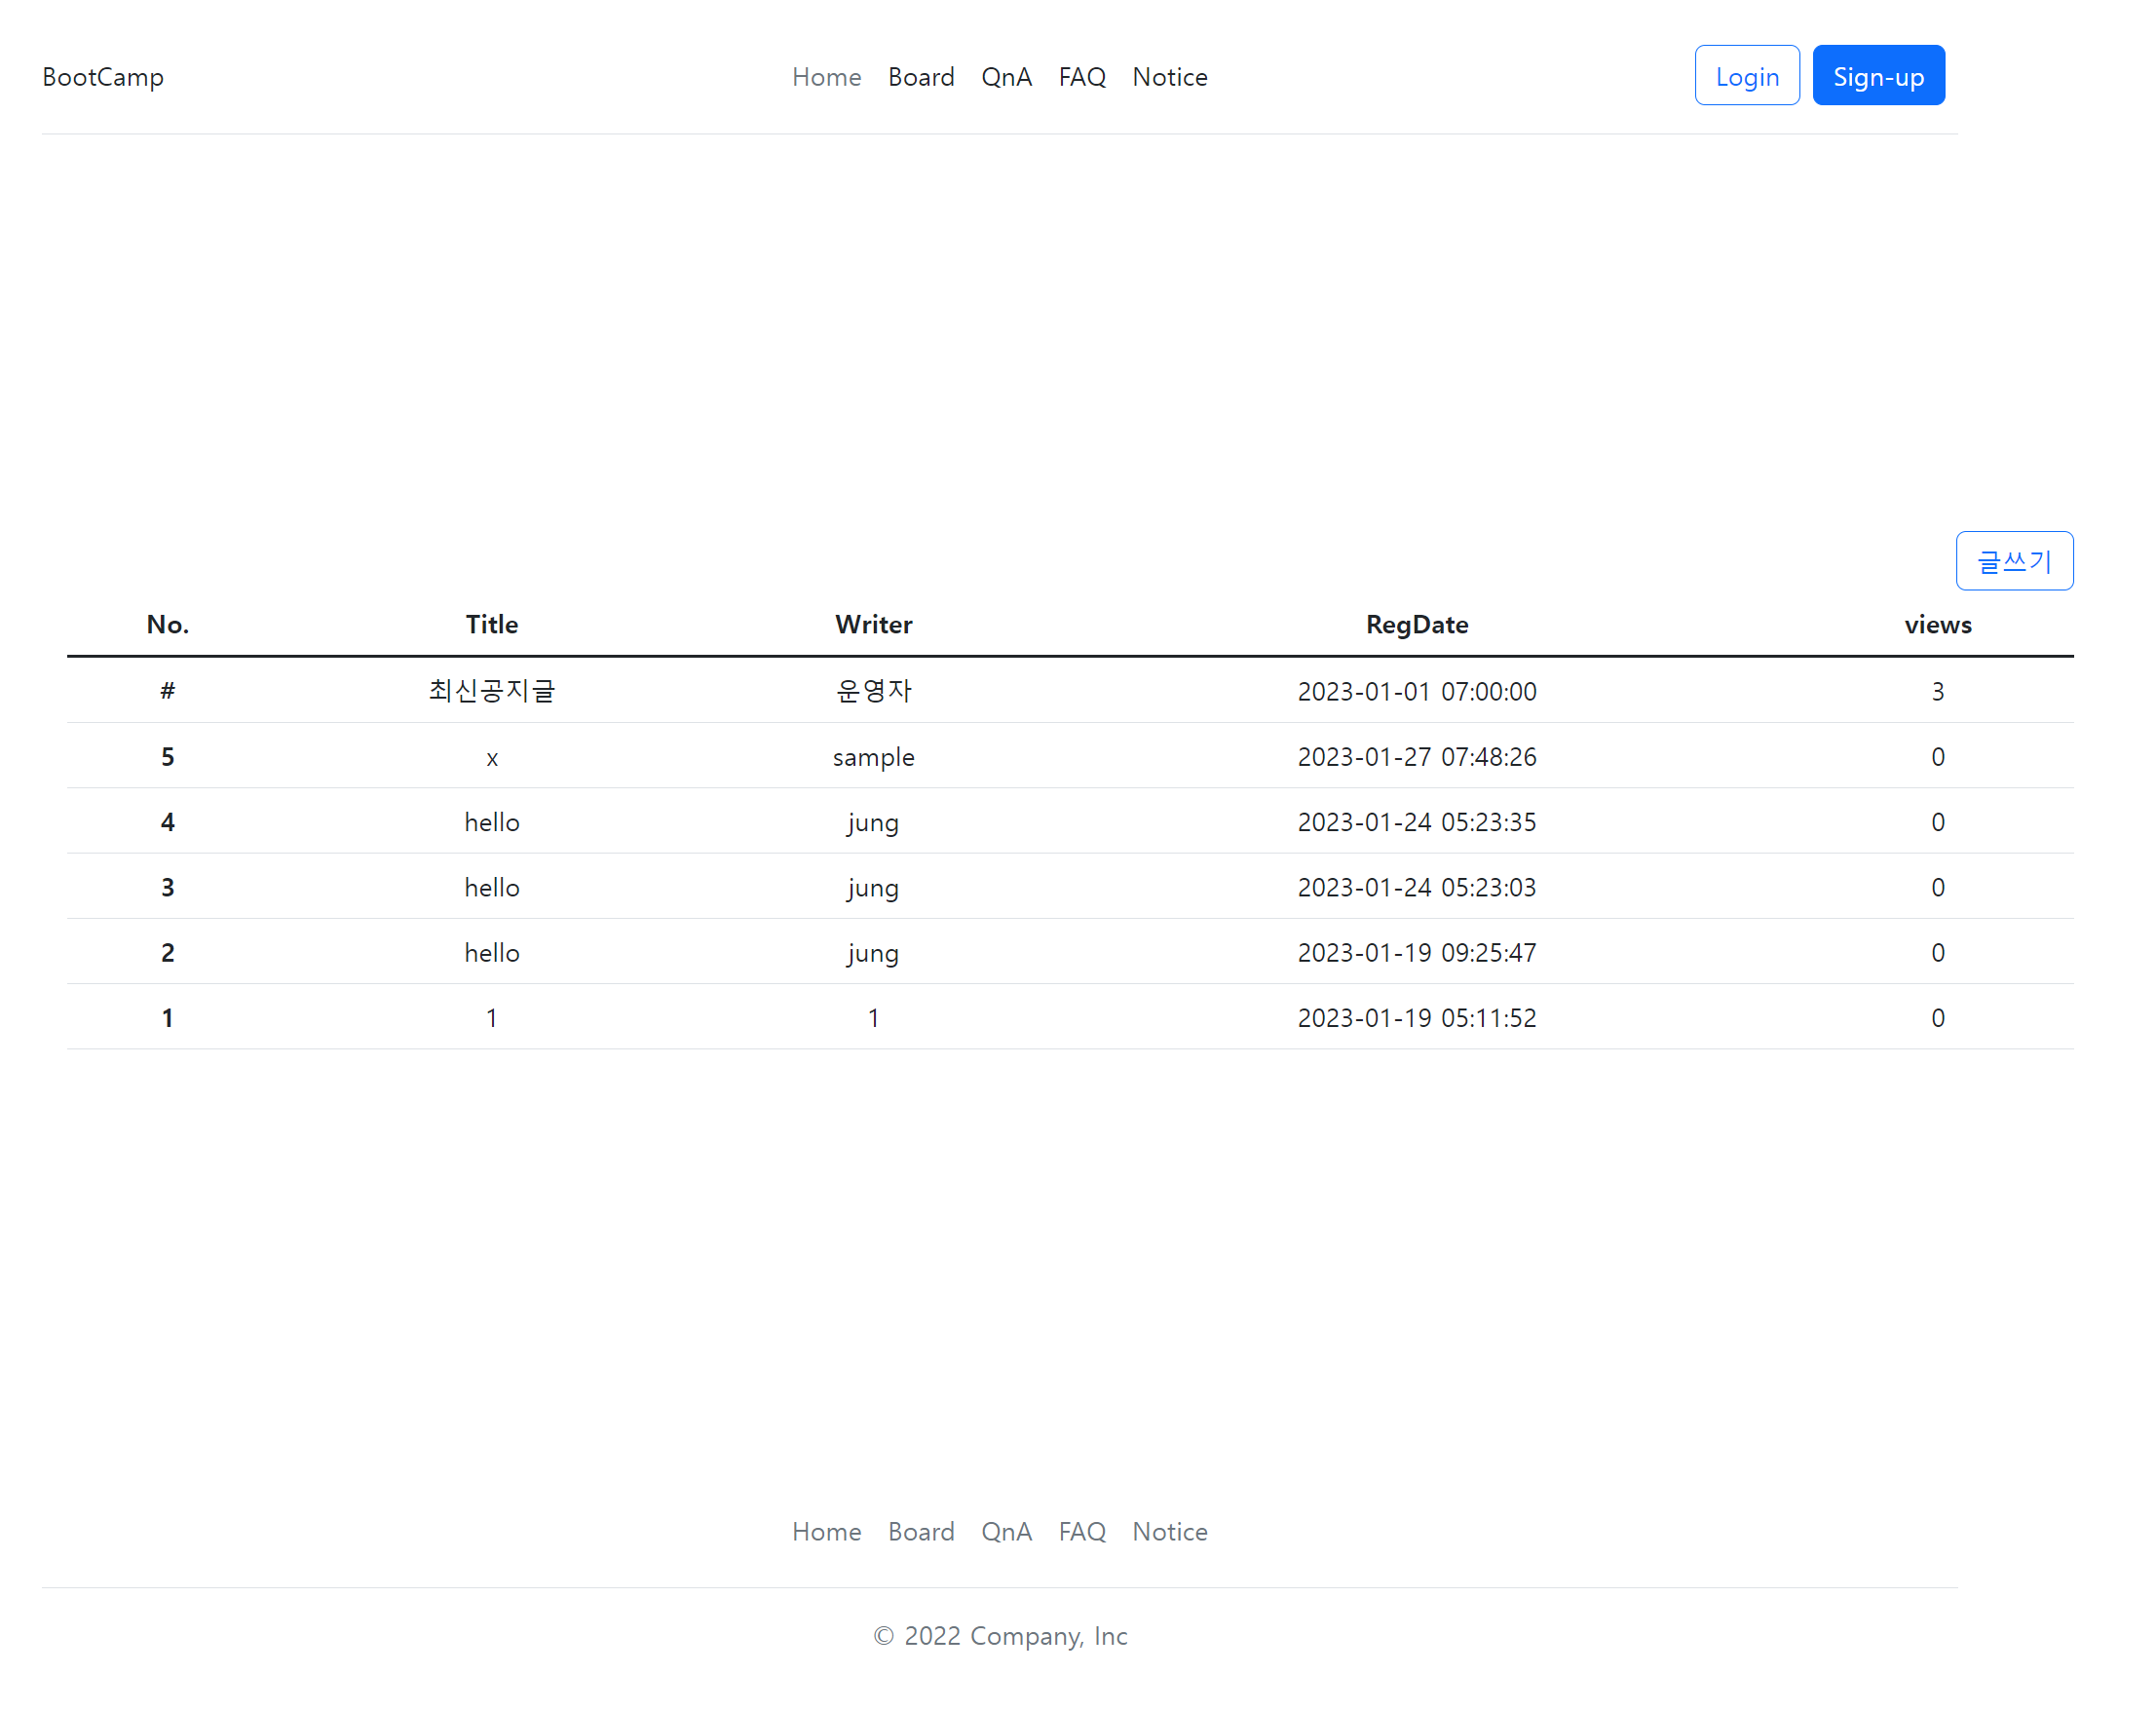 BootCamp Home Board QnA FAQ Notice Login Sign-up
글쓰기
No. Title Writer RegDate views
# 최신공지글 운영자 2023-01-01 07:00:00 3
5 x sample 2023-01-27 07:48:26 0
4 hello jung 2023-01-24 05:23:35 0
3 hello jung 2023-01-24 05:23:03 0
2 hello jung 2023-01-19 09:25:47 0
1 1 1 2023-01-19 05:11:52 0
Home Board QnA FAQ Notice
© 2022 Company, Inc